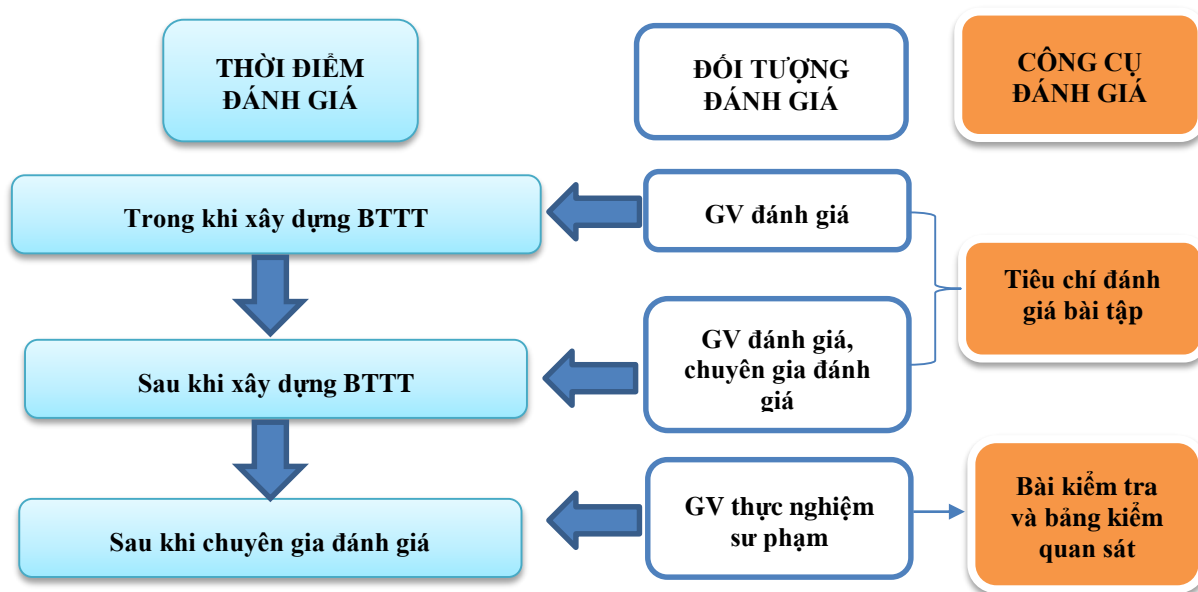 THỜI ĐIỂM
ĐÁNH GIÁ
ĐỐI TƯỢNG
ĐÁNH GIÁ
CÔNG CỤ
ĐÁNH GIÁ
Trong khi xây dựng BTTT
GV đánh giá
Tiêu chí đánh
giá bài tập
Sau khi xây dựng BTTT
GV đánh giá,
chuyên gia đánh
giá
Sau khi chuyên gia đánh giá
GV thực nghiệm
sư phạm
Bài kiểm tra
và bảng kiểm
quan sát